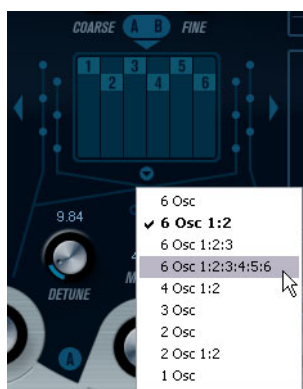 COARSE A B FINE
1 3 5
2 4 6
9.84
DETUNE
A
6 Osc
✓ 6 Osc 1:2
6 Osc 1:2:3
6 Osc 1:2:3:4:5:6
4 Osc 1:2
3 Osc
2 Osc
2 Osc 1:2
1 Osc